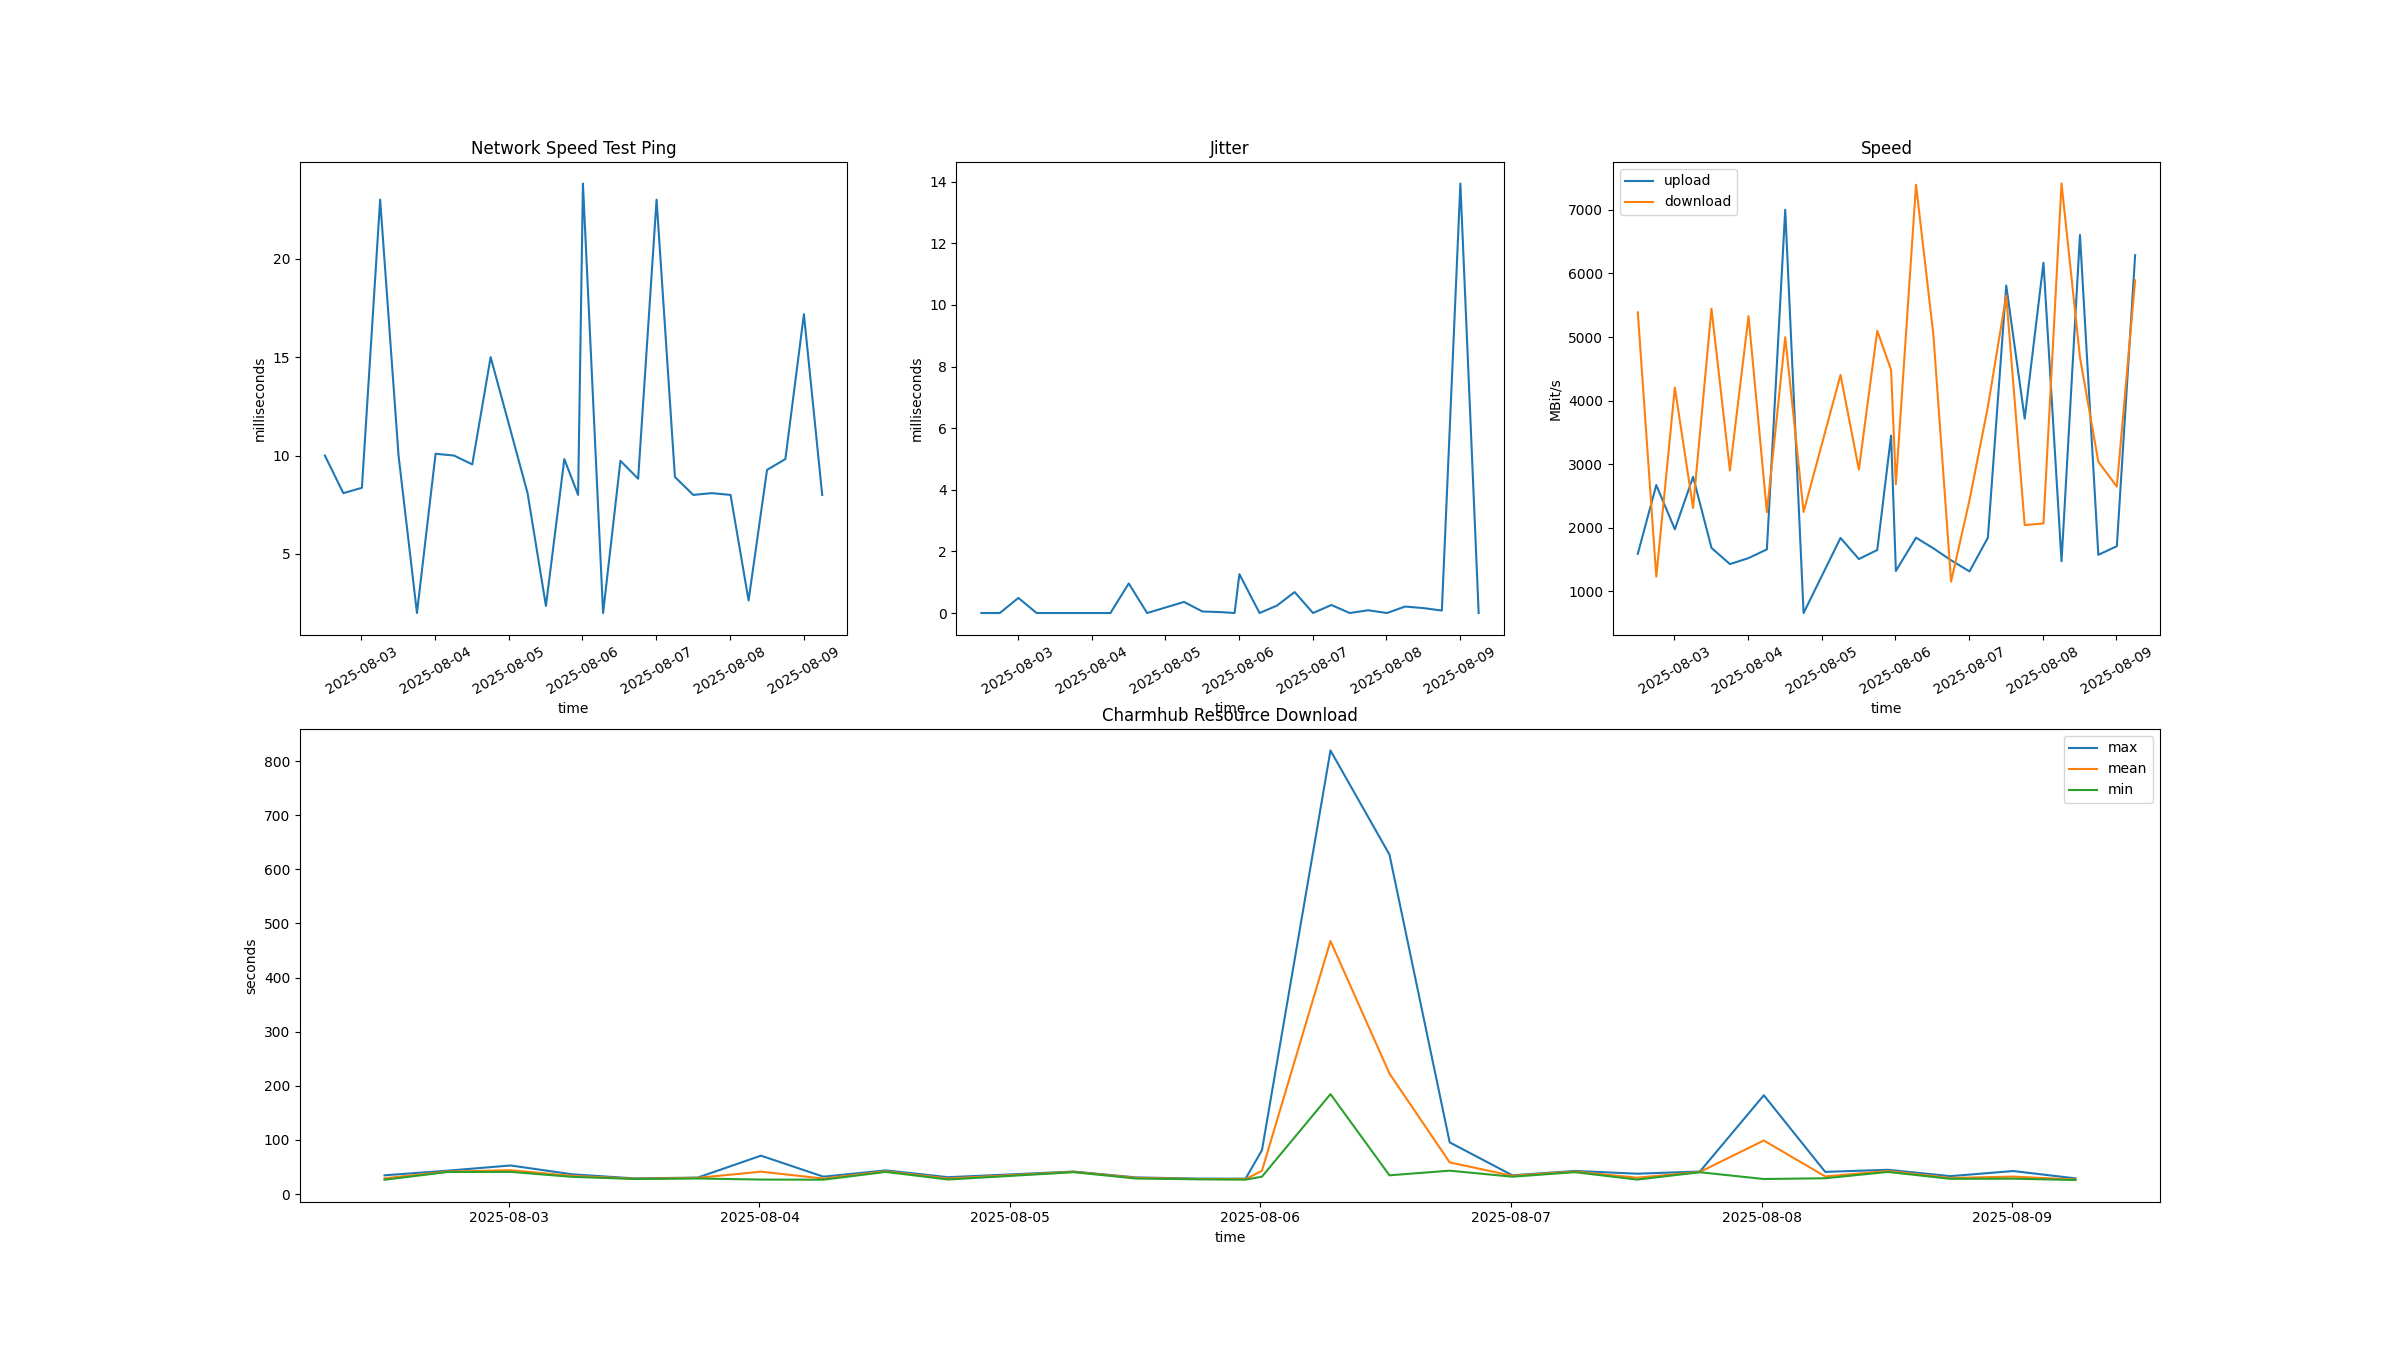 Network Speed Test Ping
milliseconds
20
15
10
5
2025-08-03 2025-08-04 2025-08-05 2025-08-06 2025-08-07 2025-08-08 2025-08-09
time
Jitter
milliseconds
14
12
10
8
6
4
2
0
2025-08-03 2025-08-04 2025-08-05 2025-08-06 2025-08-07 2025-08-08 2025-08-09
time
Speed
upload
download
MBit/s
7000
6000
5000
4000
3000
2000
1000
2025-08-03 2025-08-04 2025-08-05 2025-08-06 2025-08-07 2025-08-08 2025-08-09
time
Charmhub Resource Download
max
mean
min
seconds
800
700
600
500
400
300
200
100
0
2025-08-03 2025-08-04 2025-08-05 2025-08-06 2025-08-07 2025-08-08 2025-08-09
time